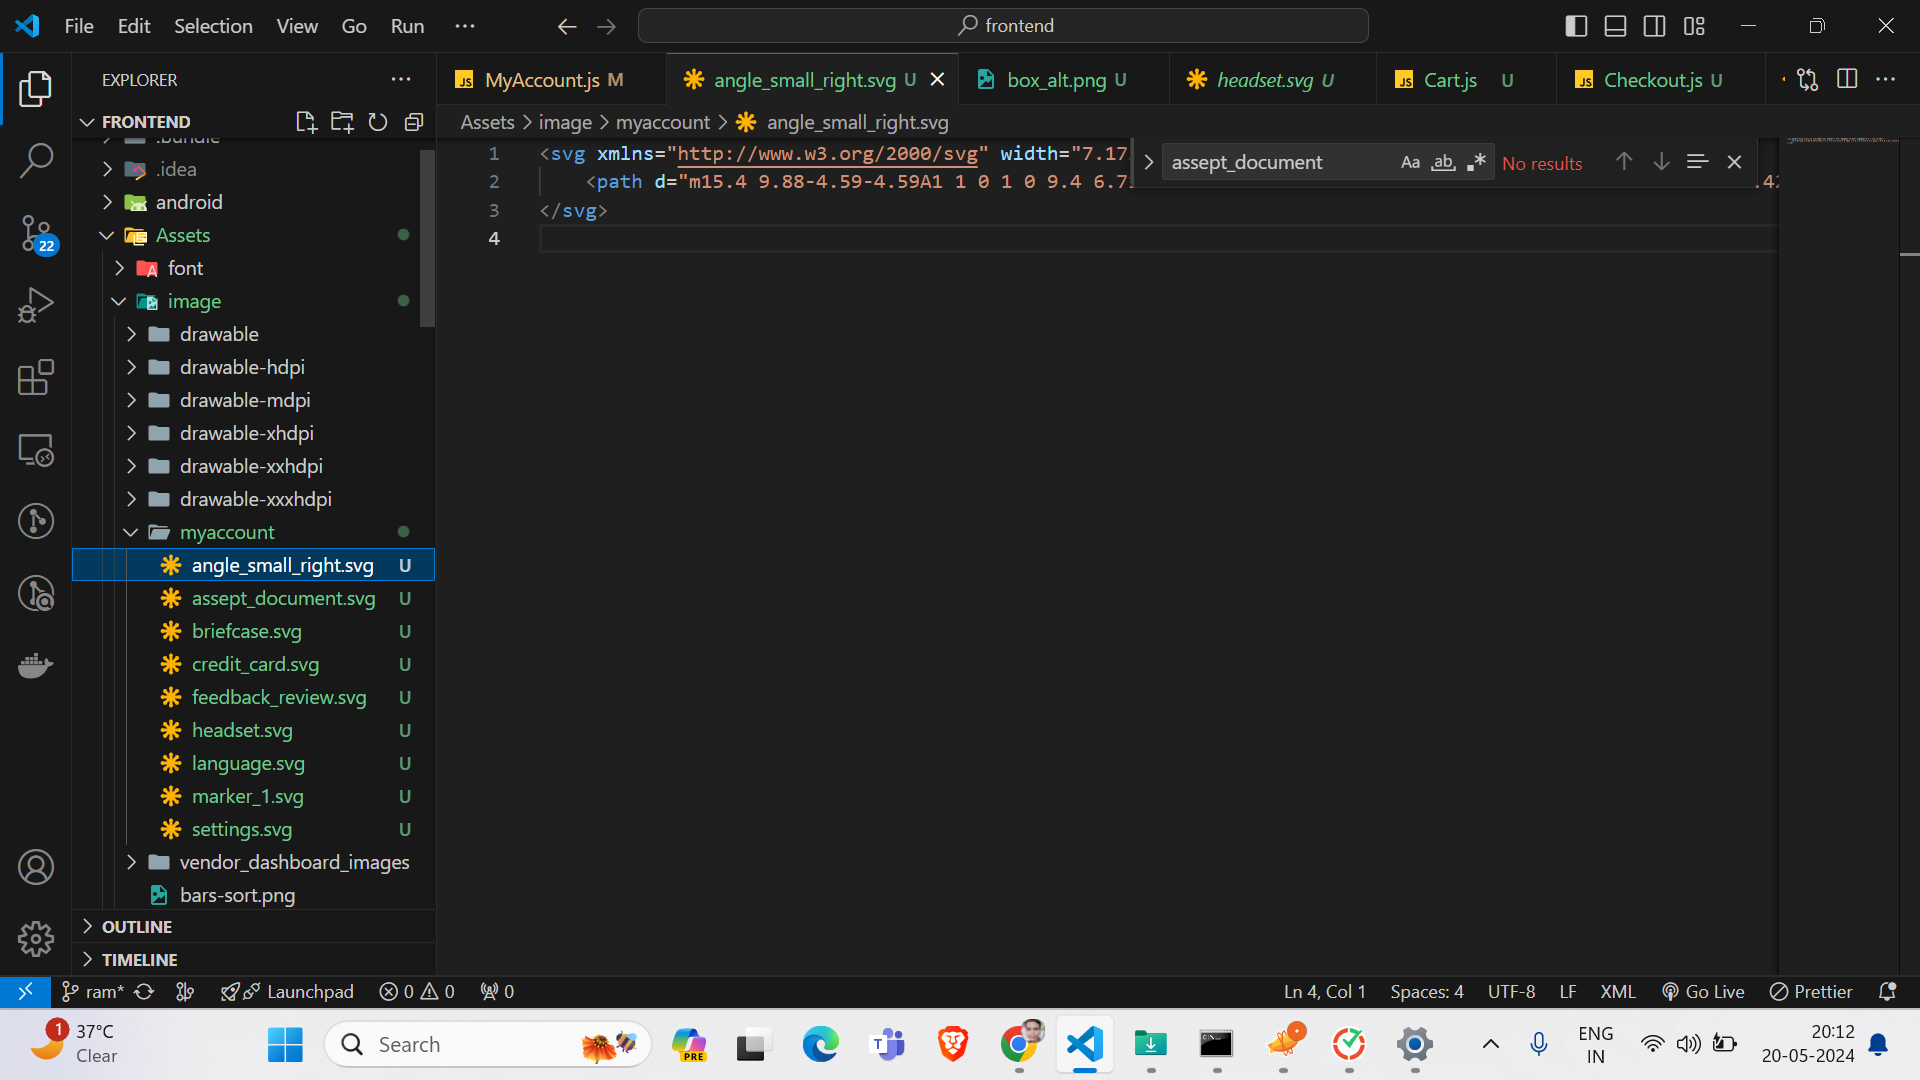 File Edit Selection View Go Run ··· frontend
EXPLORER ···
MyAccount.js M
angle_small_right.svg U
box_alt.png U
headset.svg U
Cart.js U
Checkout.js U
FRONTEND
Assets > image > myaccount > angle_small_right.svg
.bundle
.idea
android
Assets
font
image
drawable
drawable-hdpi
drawable-mdpi
drawable-xhdpi
drawable-xxhdpi
drawable-xxxhdpi
myaccount
angle_small_right.svg U
assept_document.svg U
briefcase.svg U
credit_card.svg U
feedback_review.svg U
headset.svg U
language.svg U
marker_1.svg U
settings.svg U
vendor_dashboard_images
bars-sort.png
OUTLINE
TIMELINE
1 <svg xmlns="http://www.w3.org/2000/svg" width="7.17
2 <path d="m15.4 9.88-4.59-4.59A1 1 0 1 0 9.4 6.7
3 </svg>
4
assept_document Aa ab No results
.42
22
ram* Launchpad 0 0 0 Ln 4, Col 1 Spaces: 4 UTF-8 LF XML Go Live Prettier
1 37°C
Clear
Search
PRE
ENG
IN
20:12
20-05-2024